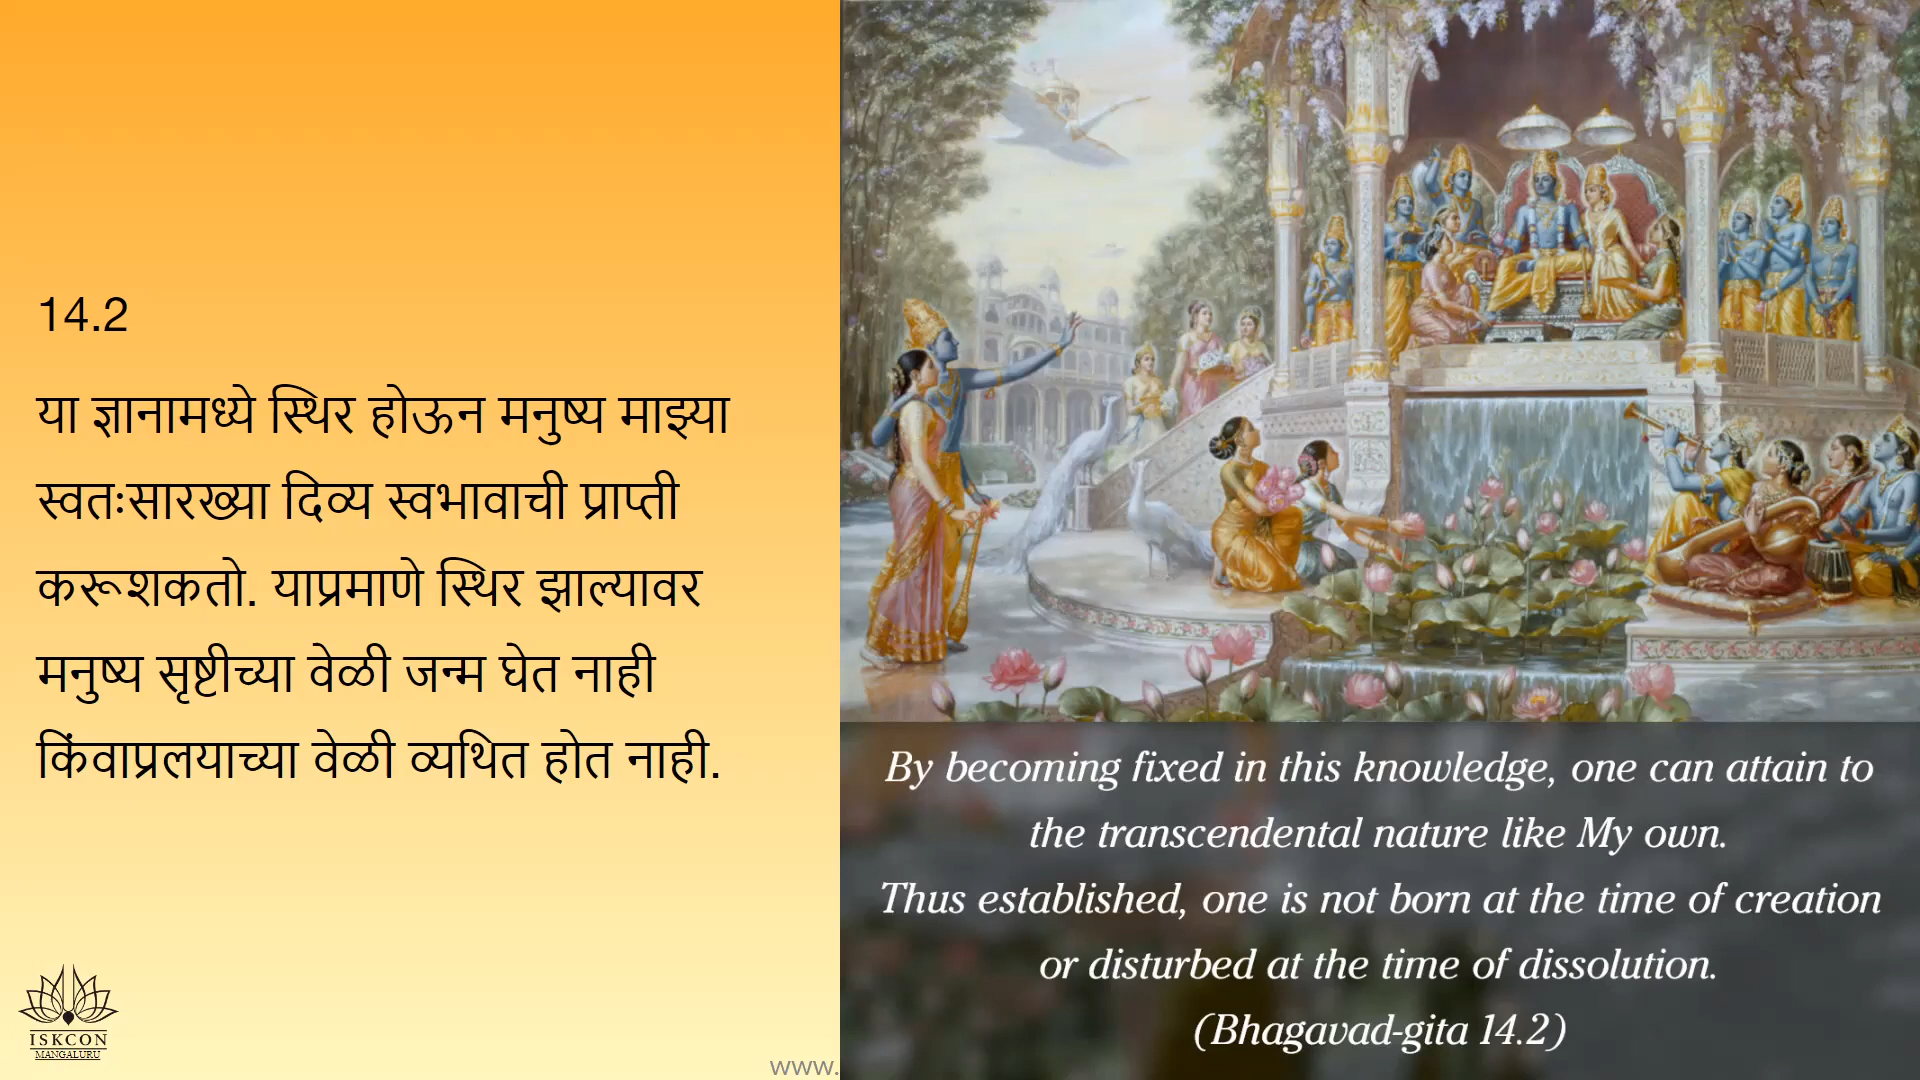 14.2
या ज्ञानामध्ये स्थिर होऊन मनुष्य माझ्या
स्वतःसारख्या दिव्य स्वभावाची प्राप्ती
करूशकतो. याप्रमाणे स्थिर झाल्यावर
मनुष्य सृष्टीच्या वेळी जन्म घेत नाही
किंवाप्रलयाच्या वेळी व्यथित होत नाही.
ISKCON
MANGALURU
www.
By becoming fixed in this knowledge, one can attain to
the transcendental nature like My own.
Thus established, one is not born at the time of creation
or disturbed at the time of dissolution.
(Bhagavad-gita 14.2)